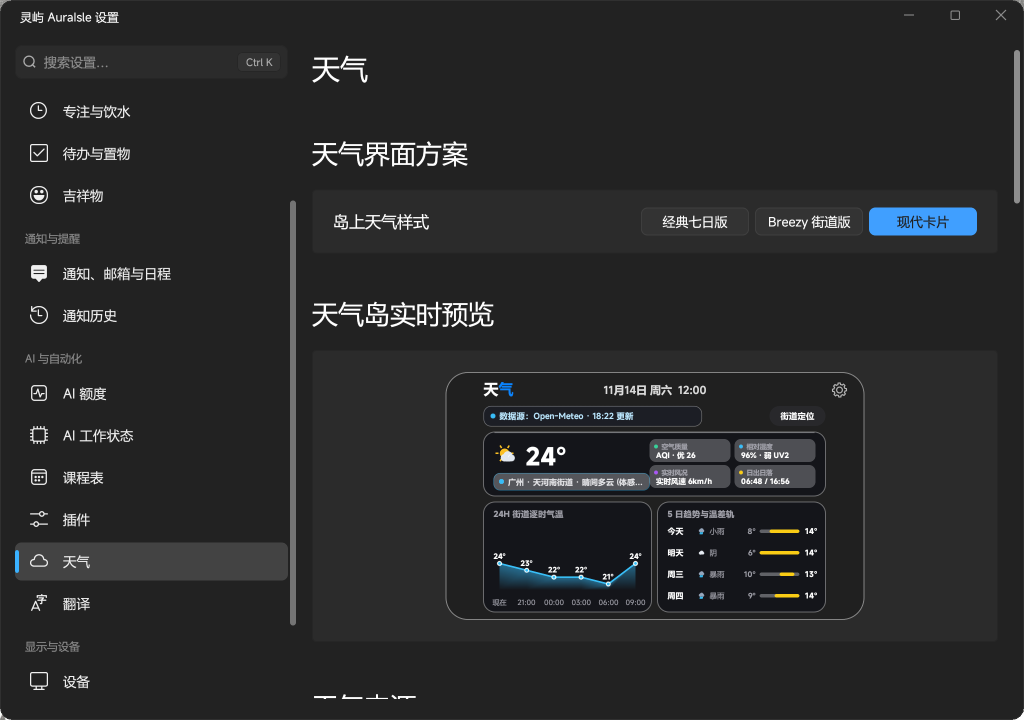 灵屿 AuraIsle 设置
搜索设置...
Ctrl K
专注与饮水
待办与置物
吉祥物
通知与提醒
通知、邮箱与日程
通知历史
AI 与自动化
AI 额度
AI 工作状态
课程表
插件
天气
翻译
显示与设备
设备
天气
天气界面方案
岛上天气样式
经典七日版
Breezy 街道版
现代卡片
天气岛实时预览
天气
11月14日 周六 12:00
数据源: Open-Meteo · 18:22 更新
街道定位
24°
广州 · 天河南街道 · 晴间多云 (体感...
空气质量
AQI · 优 26
相对湿度
96% · 弱 UV2
实时风况
实时风速 6km/h
日出日落
06:48 / 16:56
24H 街道逐时气温
24°
23°
22°
22°
21°
24°
现在
21:00
00:00
03:00
06:00
09:00
5 日趋势与温差轨
今天 小雨 8° 14°
明天 阴 6° 14°
周三 暴雨 10° 13°
周四 暴雨 9° 14°